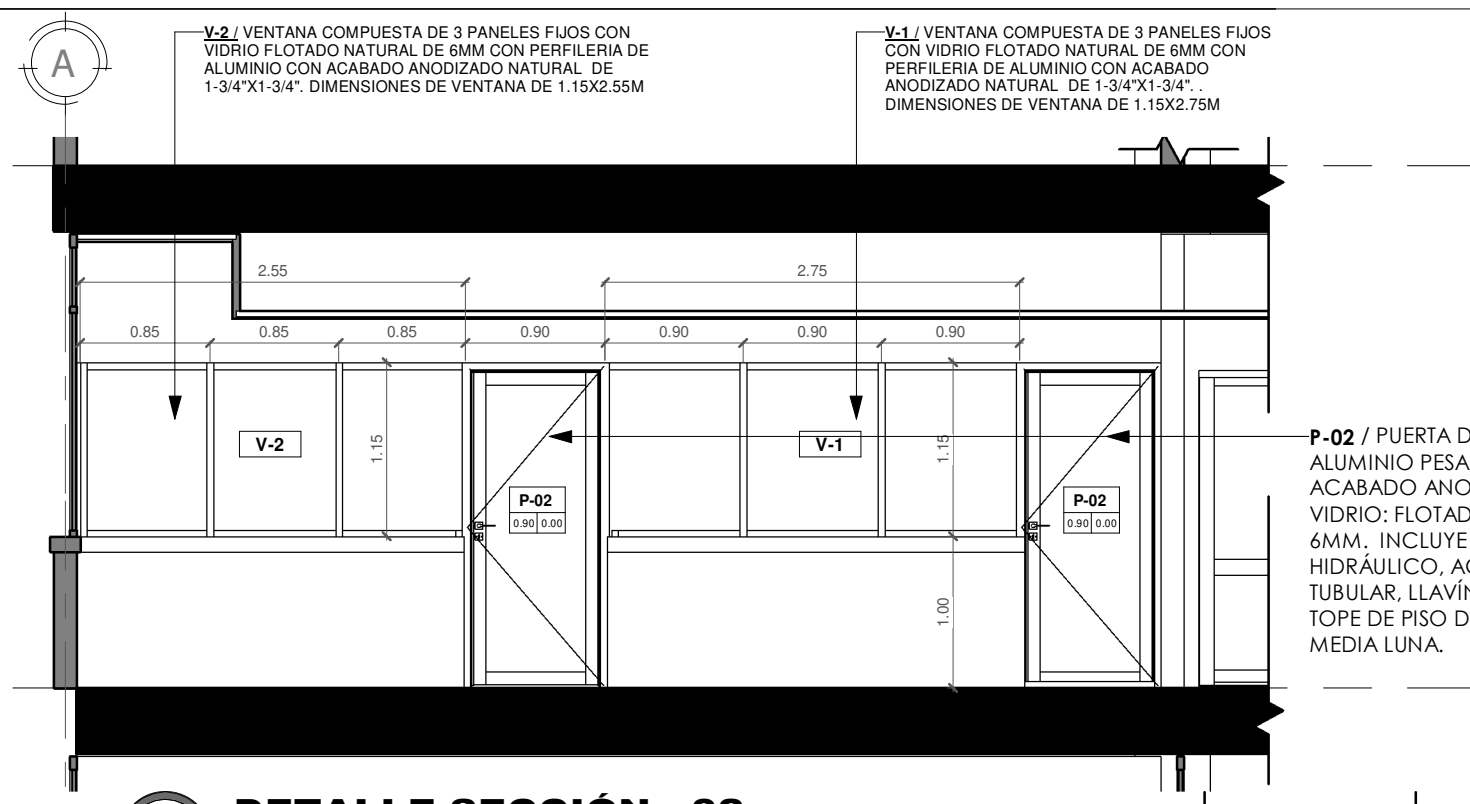 A
V-2 / VENTANA COMPUESTA DE 3 PANELES FIJOS CON
VIDRIO FLOTADO NATURAL DE 6MM CON PERFILERIA DE
ALUMINIO CON ACABADO ANODIZADO NATURAL DE
1-3/4"X1-3/4". DIMENSIONES DE VENTANA DE 1.15X2.55M
V-1 / VENTANA COMPUESTA DE 3 PANELES FIJOS
CON VIDRIO FLOTADO NATURAL DE 6MM CON
PERFILERIA DE ALUMINIO CON ACABADO
ANODIZADO NATURAL DE 1-3/4"X1-3/4". .
DIMENSIONES DE VENTANA DE 1.15X2.75M
2.55 2.75
0.85 0.85 0.85 0.90 0.90 0.90 0.90
V-2
1.15
V-1
1.15
P-02
0.90 0.00
P-02
0.90 0.00
1.00
P-02 / PUERTA D
ALUMINIO PESA
ACABADO ANO
VIDRIO: FLOTAD
6MM. INCLUYE
HIDRÁULICO, AC
TUBULAR, LLAVÍN
TOPE DE PISO D
MEDIA LUNA.
DETALLE SECCIÓN